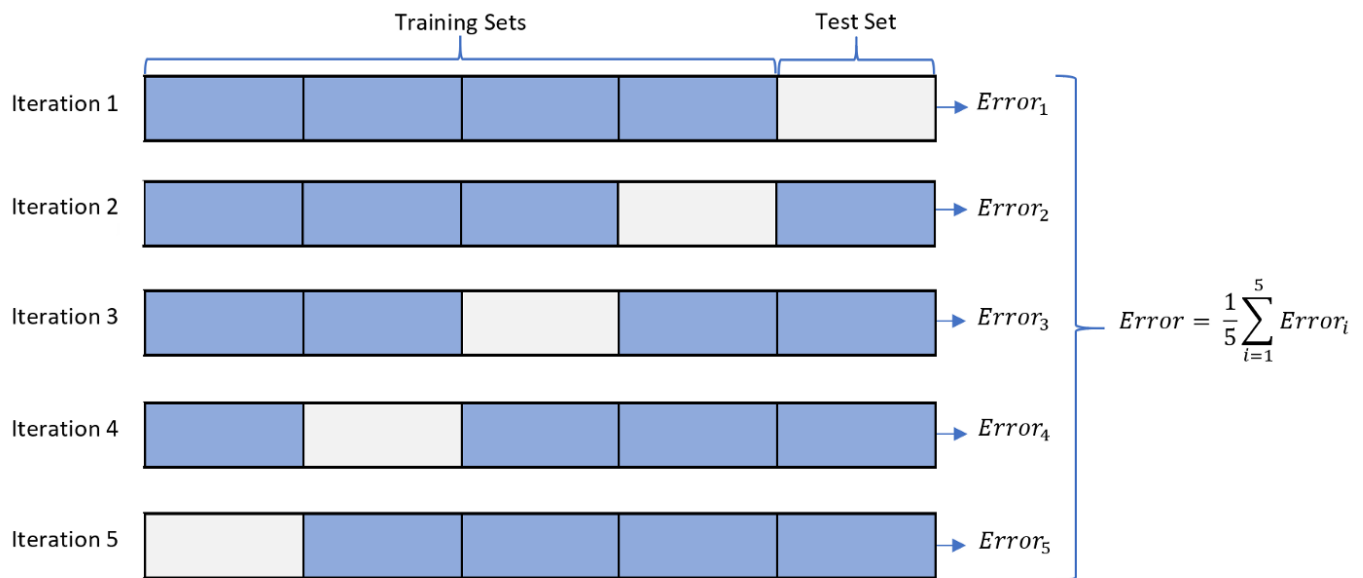 Training Sets
Test Set
Iteration 1
Error₁
Iteration 2
Error₂
Iteration 3
Error₃
Error = 1/5 ∑_{i=1}^{5} Errorᵢ
Iteration 4
Error₄
Iteration 5
Error₅